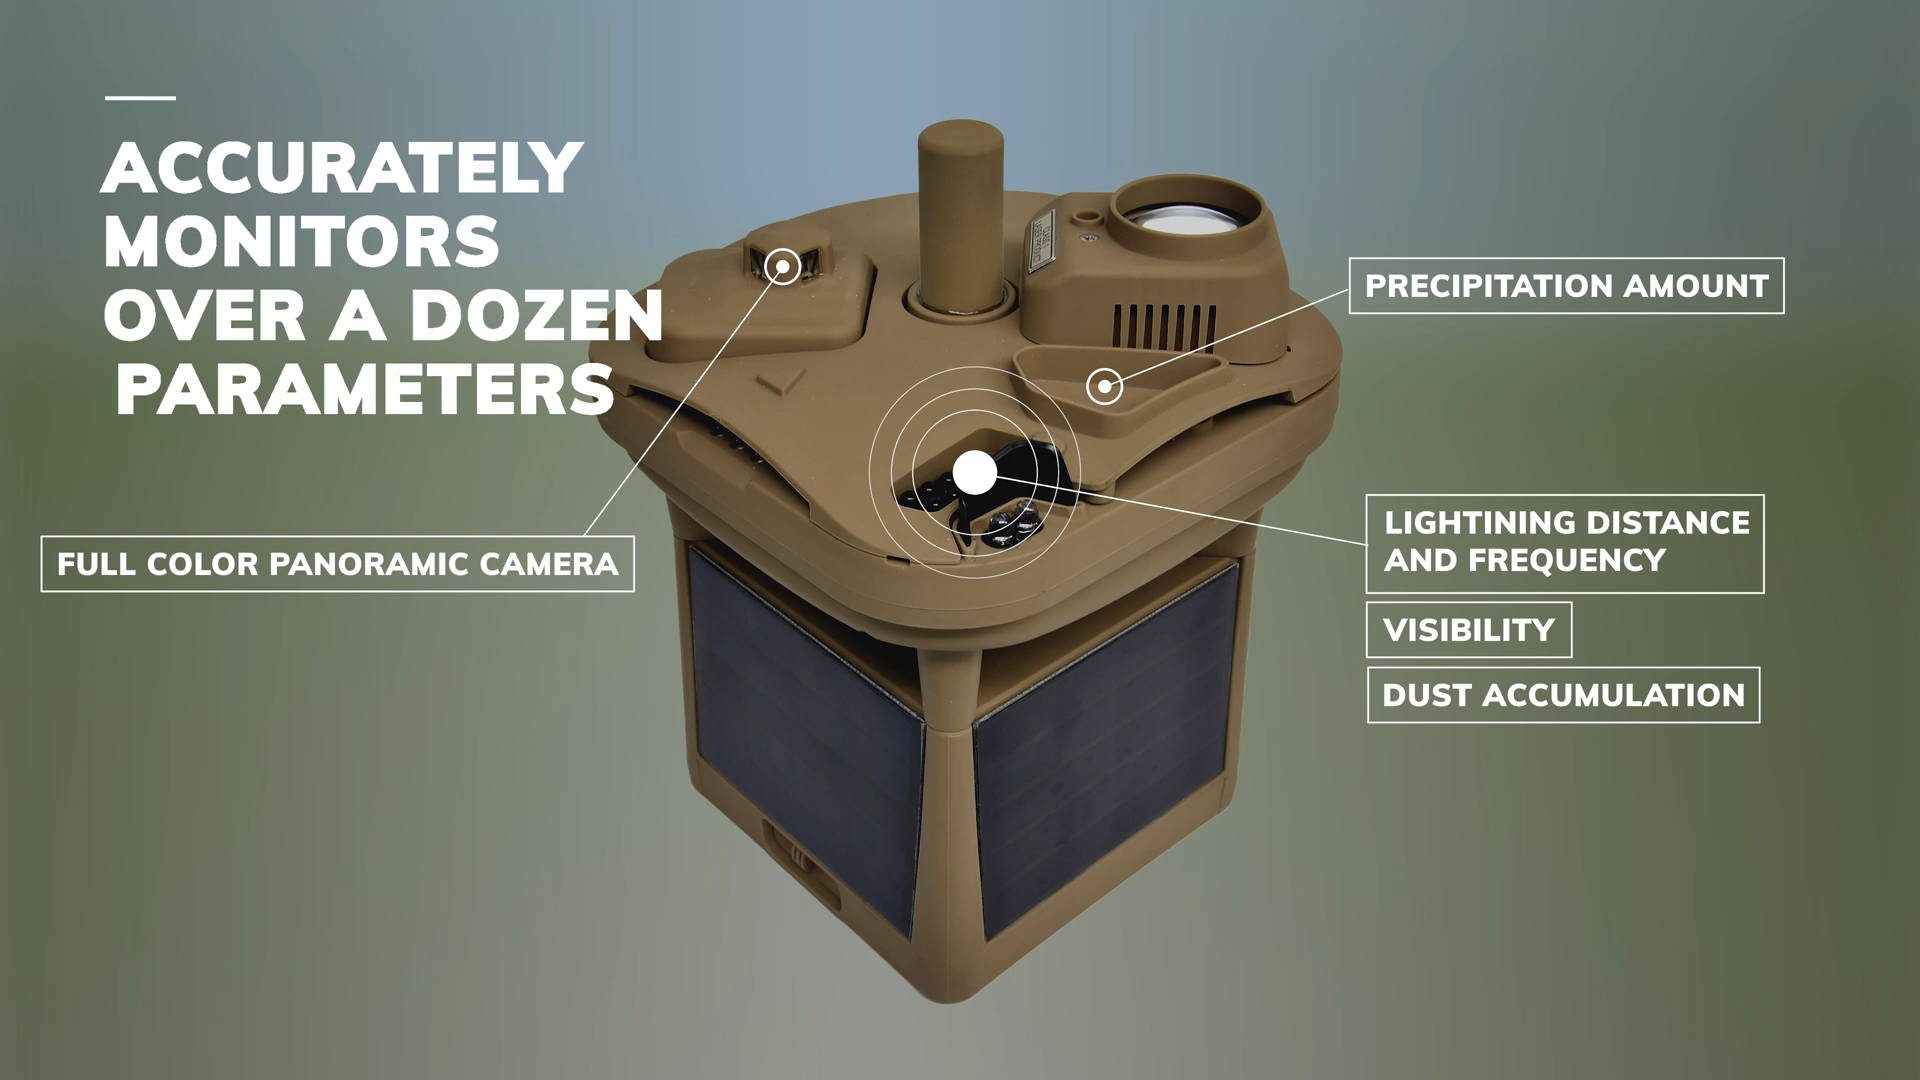 ACCURATELY
MONITORS
OVER A DOZEN
PARAMETERS
FULL COLOR PANORAMIC CAMERA
PRECIPITATION AMOUNT
LIGHTINING DISTANCE
AND FREQUENCY
VISIBILITY
DUST ACCUMULATION